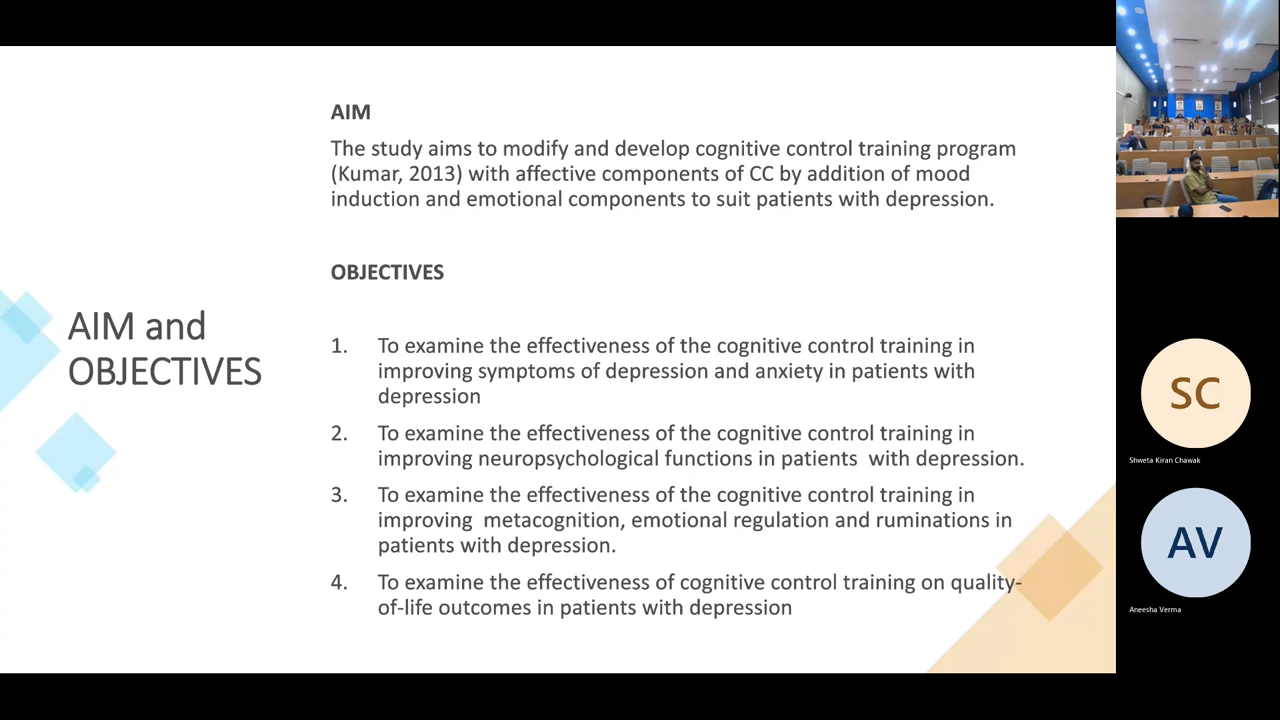 AIM and
OBJECTIVES
AIM
The study aims to modify and develop cognitive control training program
(Kumar, 2013) with affective components of CC by addition of mood
induction and emotional components to suit patients with depression.
OBJECTIVES
1. To examine the effectiveness of the cognitive control training in
improving symptoms of depression and anxiety in patients with
depression
2. To examine the effectiveness of the cognitive control training in
improving neuropsychological functions in patients  with depression.
3. To examine the effectiveness of the cognitive control training in
improving  metacognition, emotional regulation and ruminations in
patients with depression.
4. To examine the effectiveness of cognitive control training on quality-
of-life outcomes in patients with depression
SC
Shweta Kiran Chawak
AV
Aneesha Verma